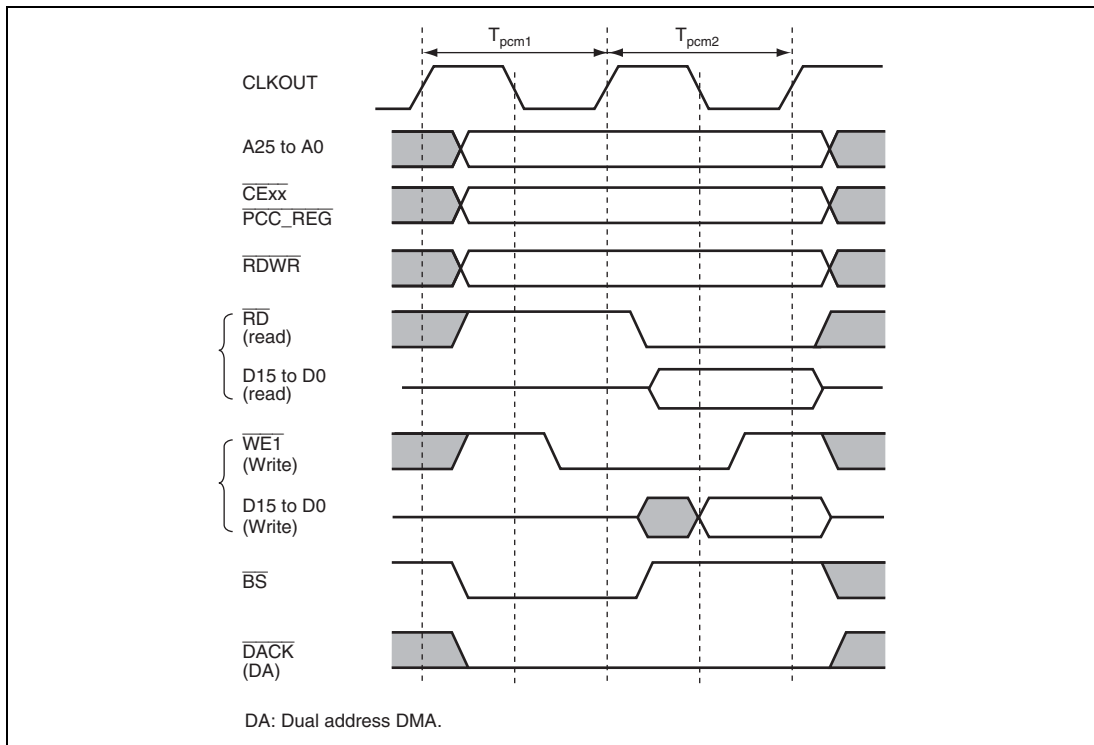 Tpcm1 Tpcm2
CLKOUT
A25 to A0
CExx
PCC_REG
RDWR
RD
(read)
D15 to D0
(read)
WE1
(Write)
D15 to D0
(Write)
BS
DACK
(DA)
DA: Dual address DMA.